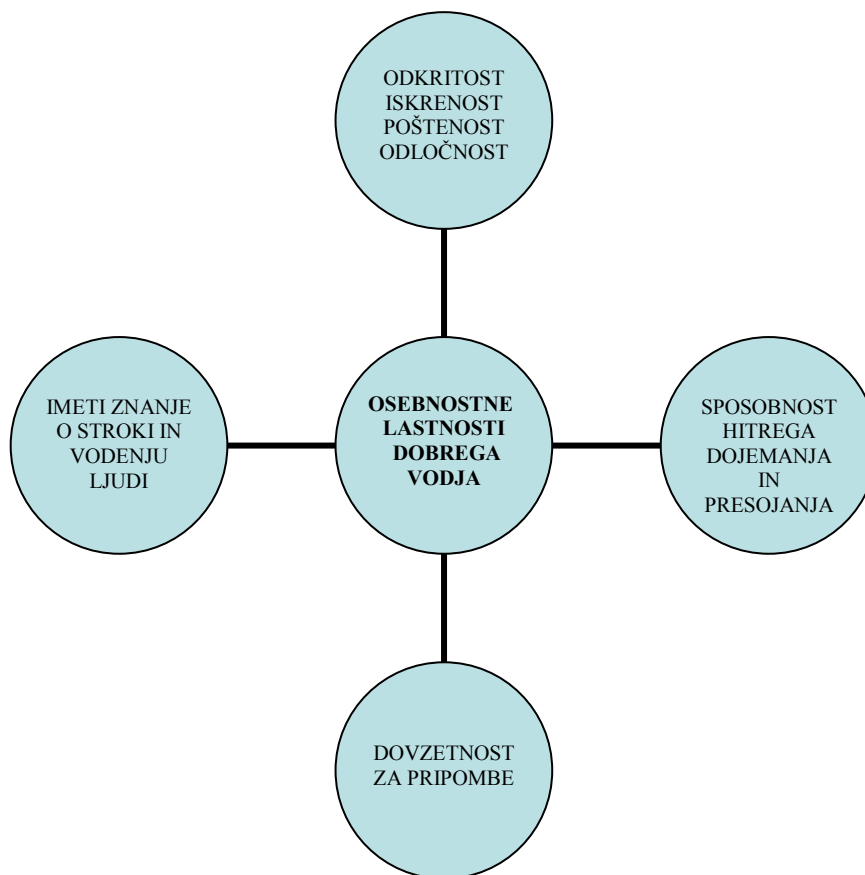 ODKRITOST
ISKRENOST
POŠTENOST
ODLOČNOST
IMETI ZNANJE
O STROKI IN
VODENJU
LJUDI
OSEBNOSTNE
LASTNOSTI
DOBREGA
VODJA
SPOSOBNOST
HITREGA
DOJEMANJA
IN
PRESOJANJA
DOVZETNOST
ZA PRIPOMBE